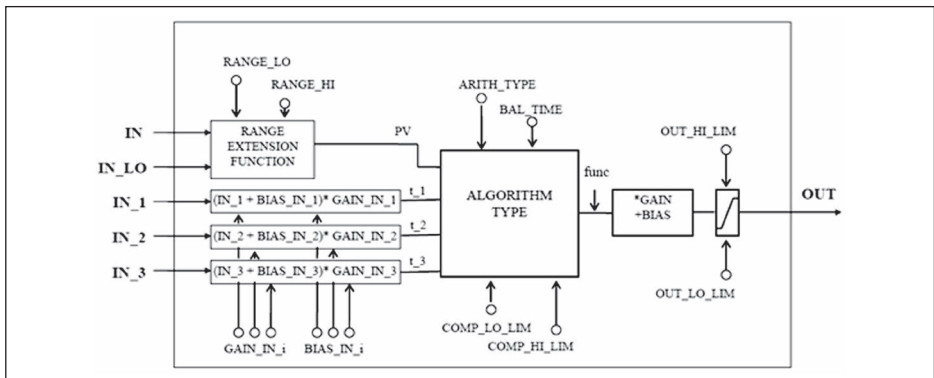 RANGE_LO
RANGE_HI
ARITH_TYPE
BAL_TIME
IN
RANGE
EXTENSION
FUNCTION
PV
OUT_HI_LIM
IN_LO
func
IN_1
(IN_1 + BIAS_IN_1)* GAIN_IN_1
t_1
ALGORITHM
TYPE
*GAIN
+BIAS
OUT
IN_2
(IN_2 + BIAS_IN_2)* GAIN_IN_2
t_2
IN_3
(IN_3 + BIAS_IN_3)* GAIN_IN_3
t_3
OUT_LO_LIM
COMP_LO_LIM
COMP_HI_LIM
GAIN_IN_i
BIAS_IN_i